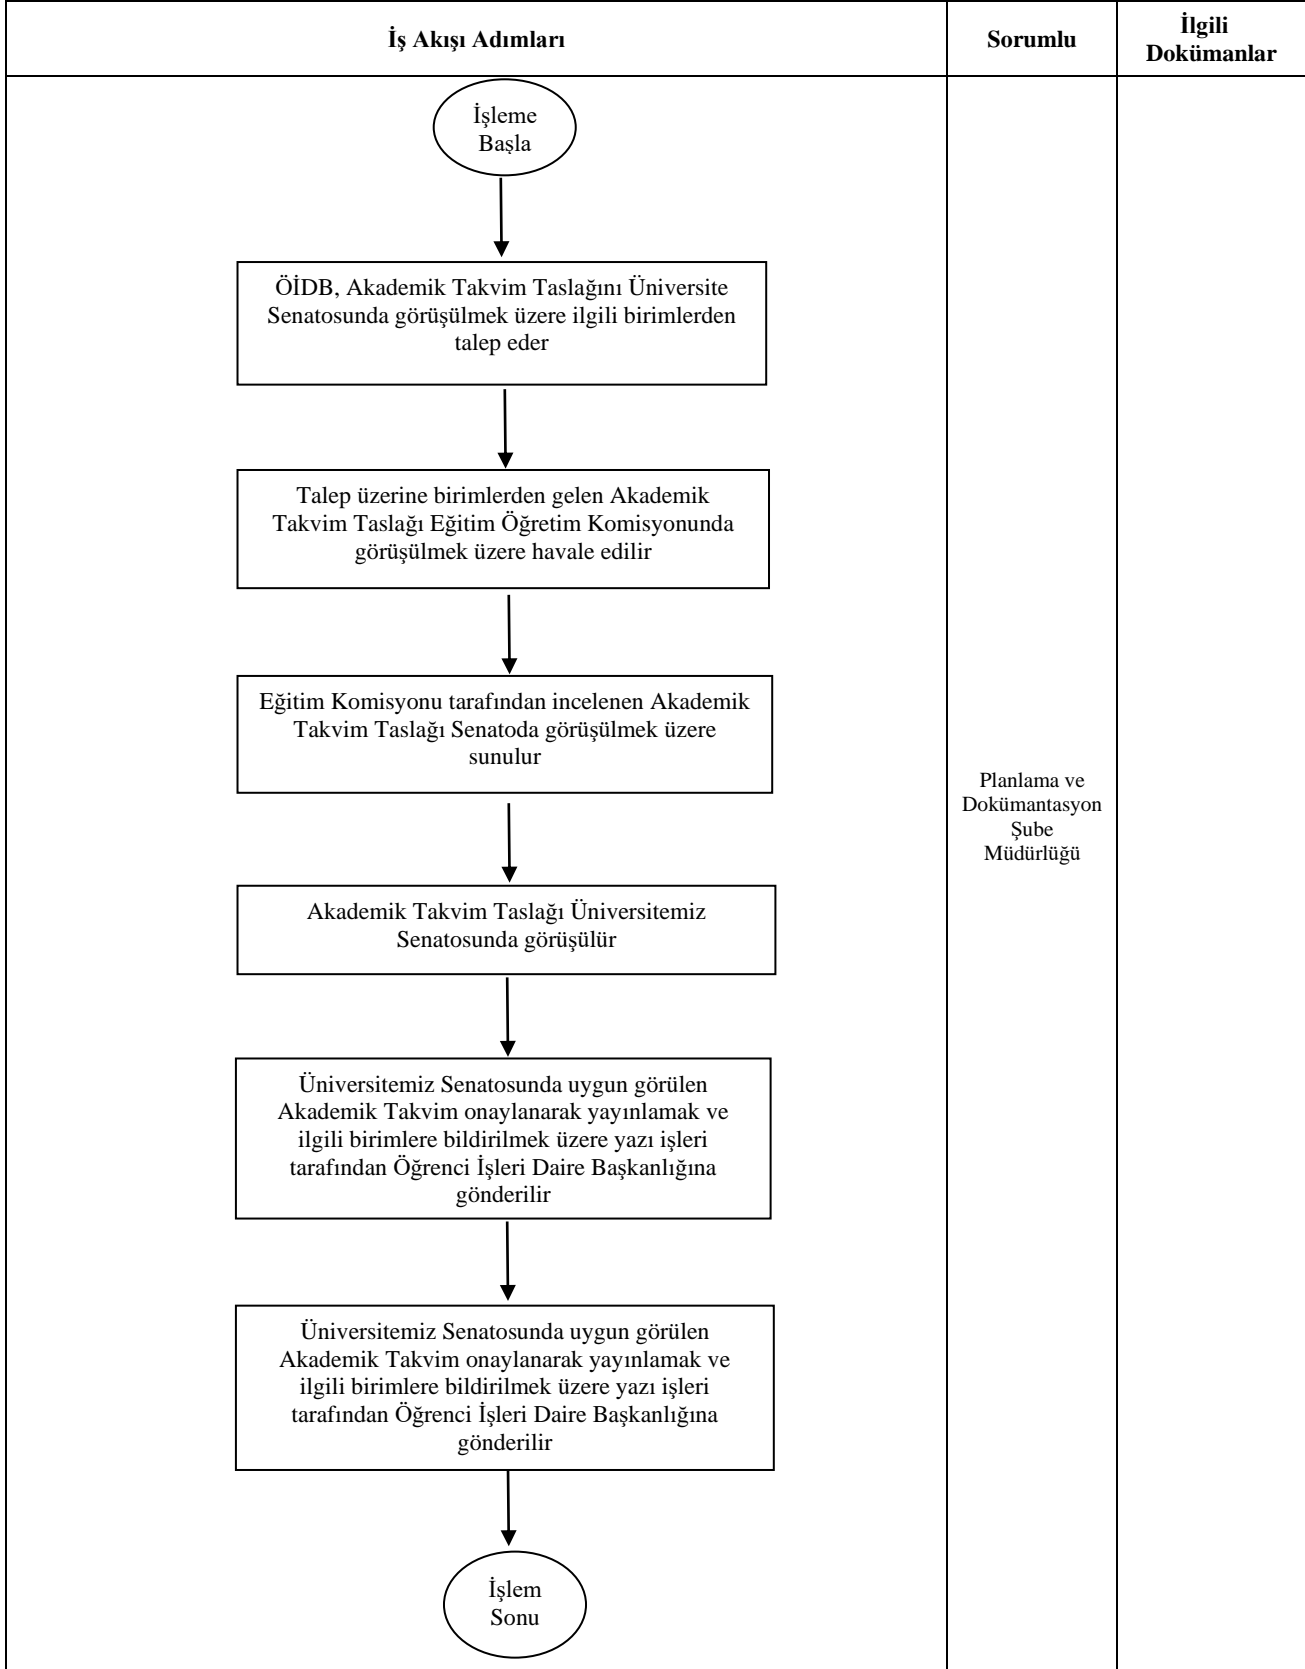 İş Akışı Adımları
Sorumlu
İlgili
Dokümanlar
İşleme
Başla
ÖİDB, Akademik Takvim Taslağını Üniversite
Senatosunda görüşülmek üzere ilgili birimlerden
talep eder
Talep üzerine birimlerden gelen Akademik
Takvim Taslağı Eğitim Öğretim Komisyonunda
görüşülmek üzere havale edilir
Eğitim Komisyonu tarafından incelenen Akademik
Takvim Taslağı Senatoda görüşülmek üzere
sunulur
Akademik Takvim Taslağı Üniversitemiz
Senatosunda görüşülür
Üniversitemiz Senatosunda uygun görülen
Akademik Takvim onaylanarak yayınlamak ve
ilgili birimlere bildirilmek üzere yazı işleri
tarafından Öğrenci İşleri Daire Başkanlığına
gönderilir
Üniversitemiz Senatosunda uygun görülen
Akademik Takvim onaylanarak yayınlamak ve
ilgili birimlere bildirilmek üzere yazı işleri
tarafından Öğrenci İşleri Daire Başkanlığına
gönderilir
İşlem
Sonu
Planlama ve
Dokümantasyon
Şube
Müdürlüğü